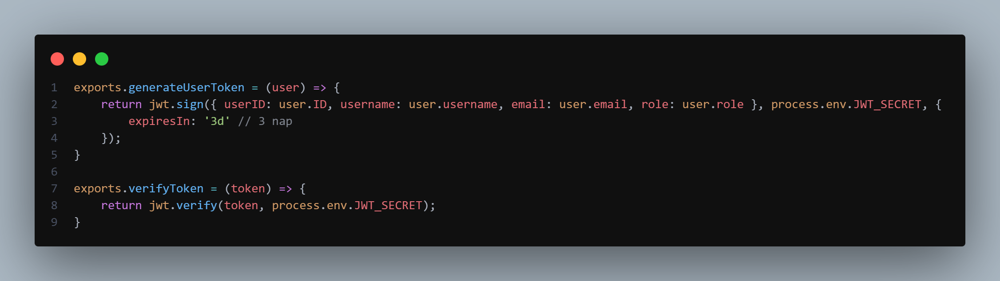 1 exports.generateUserToken = (user) => {
2     return jwt.sign({ userID: user.ID, username: user.username, email: user.email, role: user.role }, process.env.JWT_SECRET, {
3         expiresIn: '3d' // 3 nap
4     });
5 }
6
7 exports.verifyToken = (token) => {
8     return jwt.verify(token, process.env.JWT_SECRET);
9 }